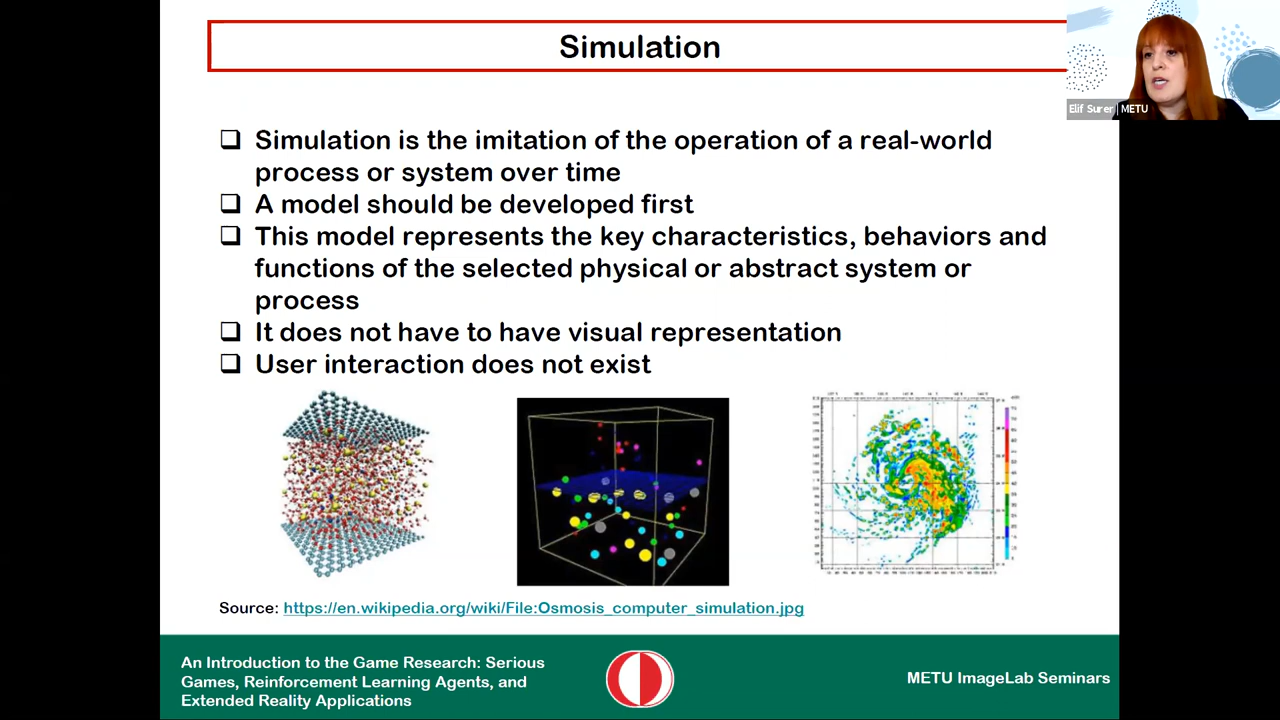 Simulation
Elif Surer | METU
❑ Simulation is the imitation of the operation of a real-world
process or system over time
❑ A model should be developed first
❑ This model represents the key characteristics, behaviors and
functions of the selected physical or abstract system or
process
❑ It does not have to have visual representation
❑ User interaction does not exist
Source: https://en.wikipedia.org/wiki/File:Osmosis_computer_simulation.jpg
An Introduction to the Game Research: Serious
Games, Reinforcement Learning Agents, and
Extended Reality Applications
METU ImageLab Seminars